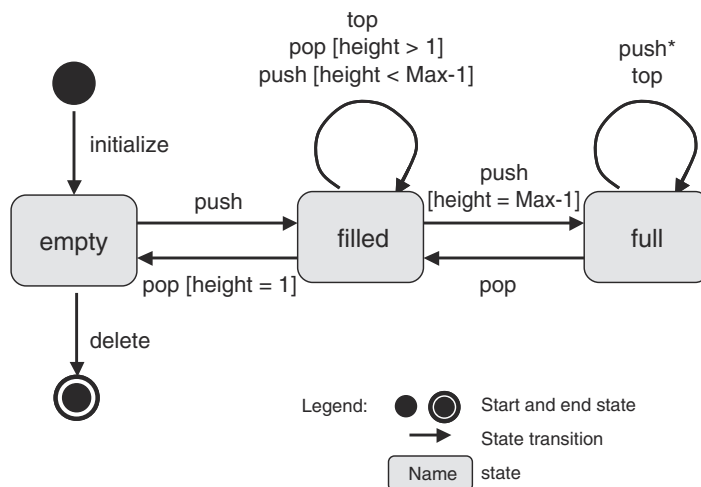 top
pop [height > 1]
push [height < Max-1]
push*
top
initialize
push
push
[height = Max-1]
empty
filled
full
pop [height = 1]
pop
delete
Legend:
Start and end state
State transition
Name
state